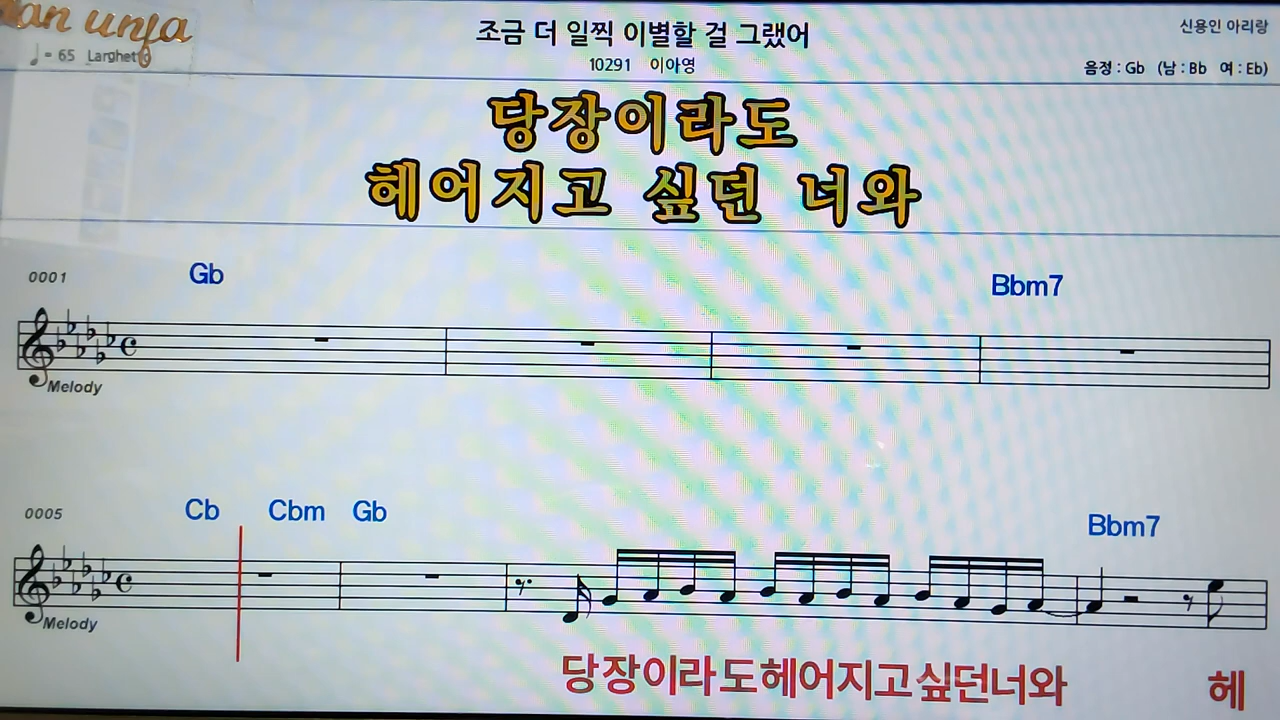 조금 더 일찍 이별할 걸 그랬어
신용인 아리랑
♩= 65 Larghetto
10291 이아영
음정 : Gb (남 : Bb 여 : Eb)
당장이라도
헤어지고 싶던 너와
0001 Gb Bbm7
Melody
0005 Cb Cbm Gb Bbm7
Melody
당장이라도헤어지고싶던너와 헤